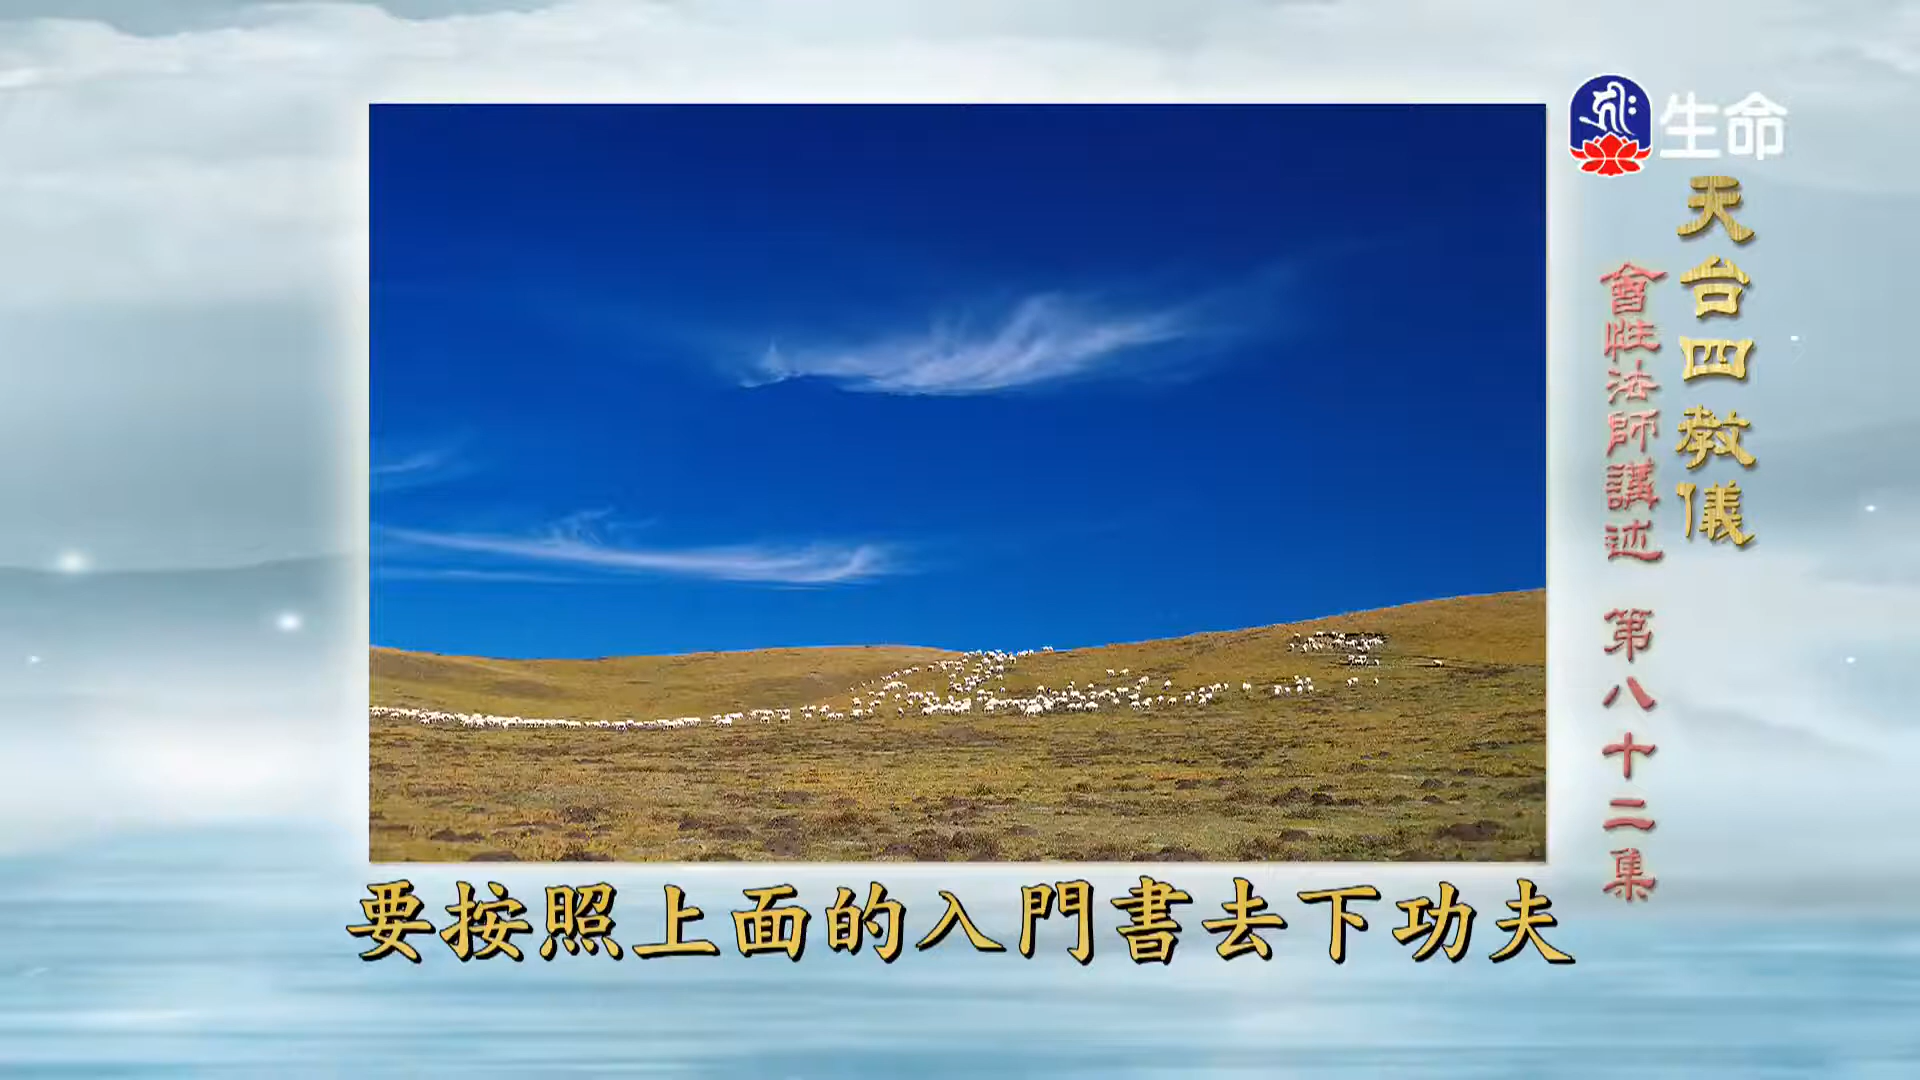 生命
天台四教儀
會性法師講述 第八十二集
要按照上面的入門書去下功夫